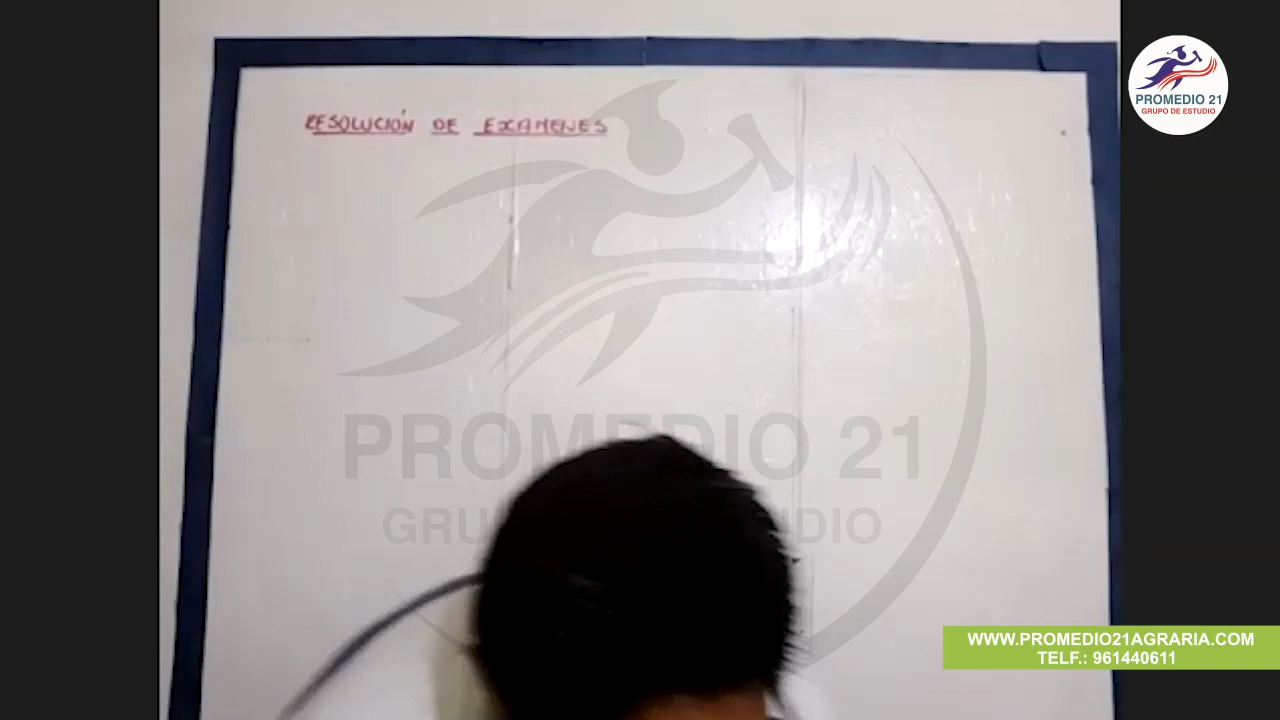 RESOLUCIÓN DE EXAMENES
PROMEDIO 21
GRUPO DE ESTUDIO
PROMEDIO 21
WWW.PROMEDIO21AGRARIA.COM
TELF.: 961440611